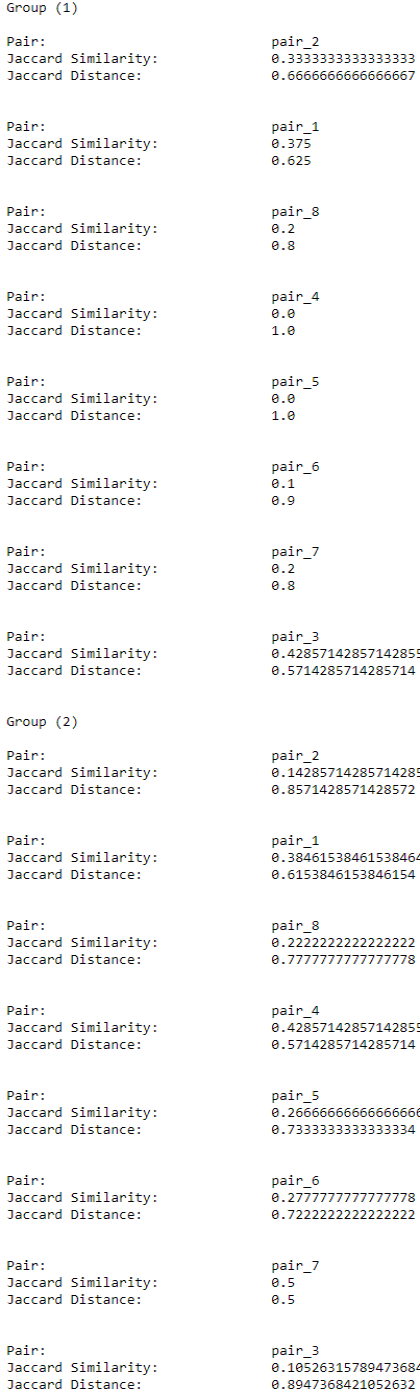 Group (1)
Pair: pair_2
Jaccard Similarity: 0.3333333333333333
Jaccard Distance: 0.6666666666666667
Pair: pair_1
Jaccard Similarity: 0.375
Jaccard Distance: 0.625
Pair: pair_8
Jaccard Similarity: 0.2
Jaccard Distance: 0.8
Pair: pair_4
Jaccard Similarity: 0.0
Jaccard Distance: 1.0
Pair: pair_5
Jaccard Similarity: 0.0
Jaccard Distance: 1.0
Pair: pair_6
Jaccard Similarity: 0.1
Jaccard Distance: 0.9
Pair: pair_7
Jaccard Similarity: 0.2
Jaccard Distance: 0.8
Pair: pair_3
Jaccard Similarity: 0.42857142857142855
Jaccard Distance: 0.5714285714285714
Group (2)
Pair: pair_2
Jaccard Similarity: 0.14285714285714285
Jaccard Distance: 0.8571428571428572
Pair: pair_1
Jaccard Similarity: 0.38461538461538464
Jaccard Distance: 0.6153846153846154
Pair: pair_8
Jaccard Similarity: 0.2222222222222222
Jaccard Distance: 0.7777777777777778
Pair: pair_4
Jaccard Similarity: 0.42857142857142855
Jaccard Distance: 0.5714285714285714
Pair: pair_5
Jaccard Similarity: 0.26666666666666666
Jaccard Distance: 0.7333333333333334
Pair: pair_6
Jaccard Similarity: 0.2777777777777778
Jaccard Distance: 0.7222222222222222
Pair: pair_7
Jaccard Similarity: 0.5
Jaccard Distance: 0.5
Pair: pair_3
Jaccard Similarity: 0.10526315789473684
Jaccard Distance: 0.8947368421052632